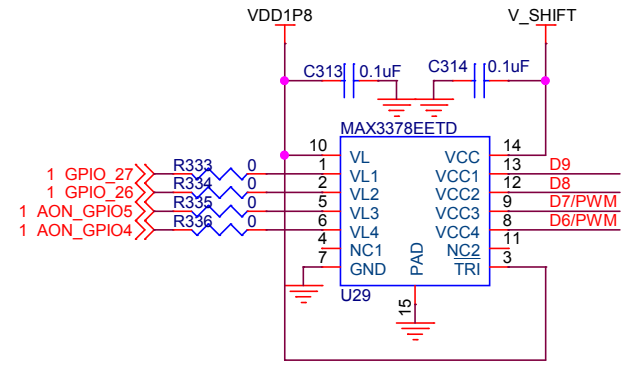 VDD1P8 V_SHIFT
C313 0.1uF C314 0.1uF
MAX3378EETD
10 VL VCC 14
1 GPIO_27 R333 0 1 VL1 VCC1 13 D9
1 GPIO_26 R334 0 2 VL2 VCC2 12 D8
1 AON_GPIO5 R335 0 5 VL3 VCC3 9 D7/PWM
1 AON_GPIO4 R336 0 6 VL4 VCC4 8 D6/PWM
4 NC1 NC2 11
7 GND PAD TRI 3
U29 15